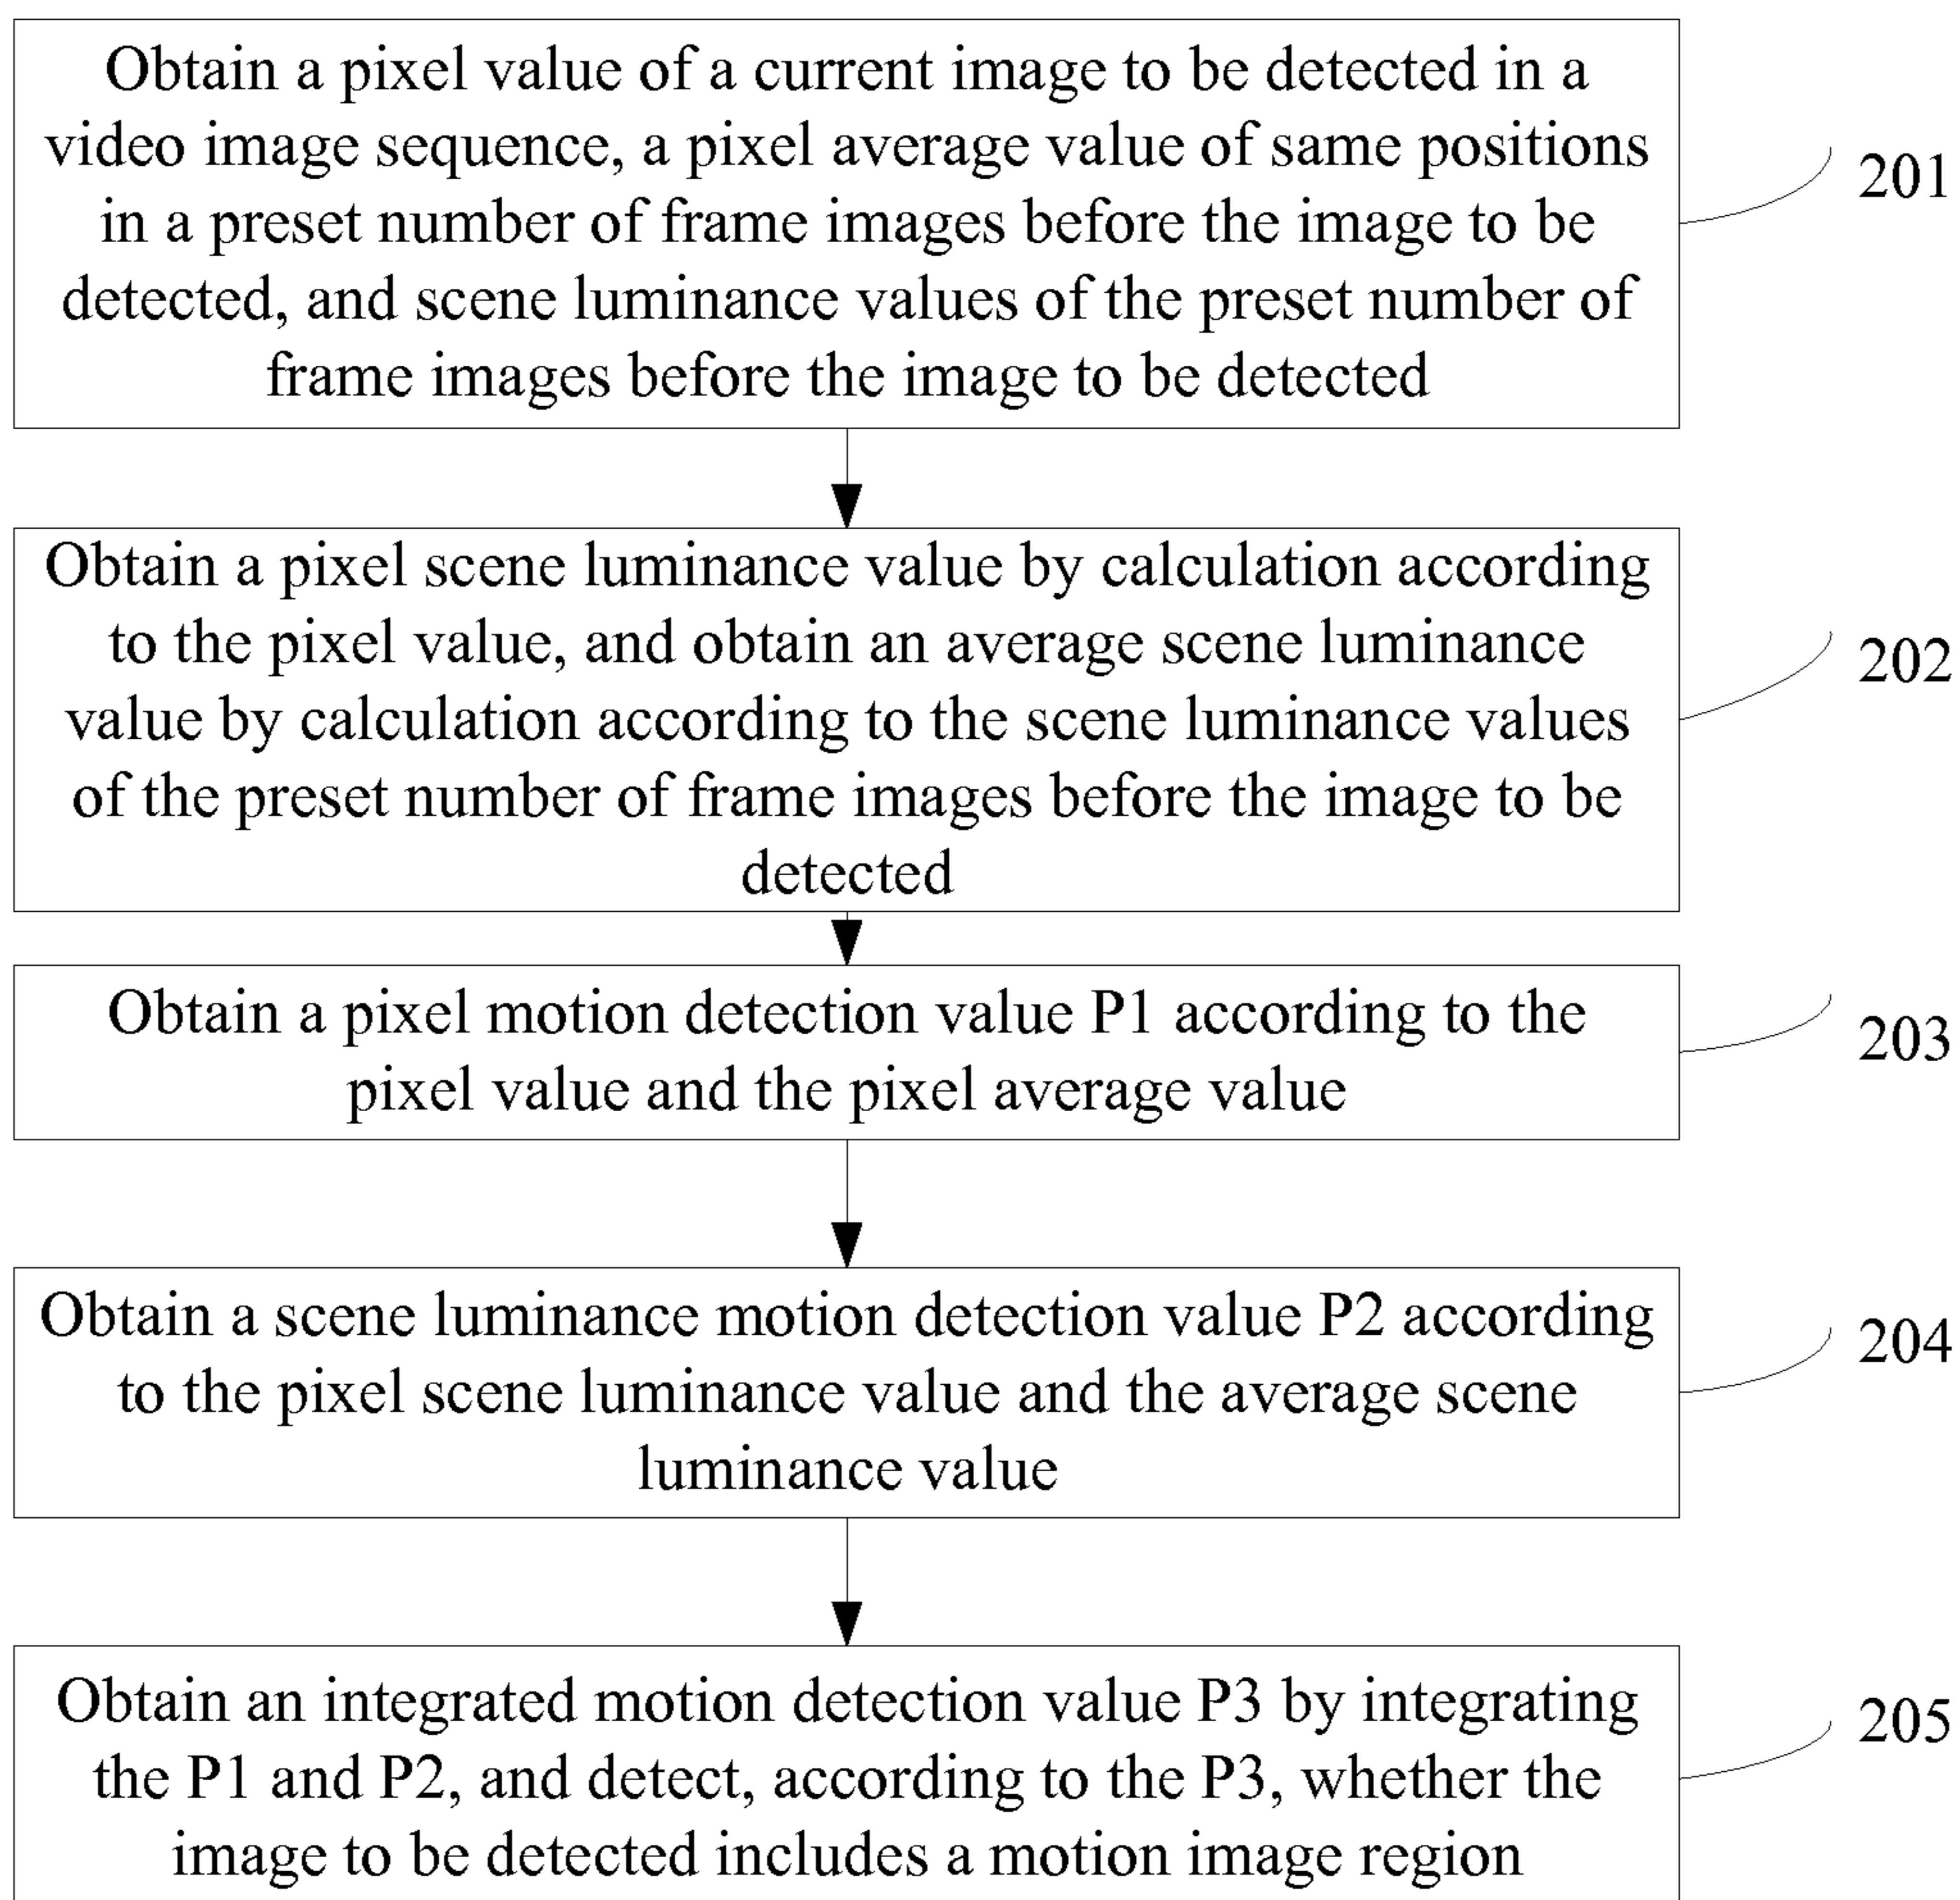 Obtain a pixel value of a current image to be detected in a
video image sequence, a pixel average value of same positions
in a preset number of frame images before the image to be
detected, and scene luminance values of the preset number of
frame images before the image to be detected
201
Obtain a pixel scene luminance value by calculation according
to the pixel value, and obtain an average scene luminance
value by calculation according to the scene luminance values
of the preset number of frame images before the image to be
detected
202
Obtain a pixel motion detection value P1 according to the
pixel value and the pixel average value
203
Obtain a scene luminance motion detection value P2 according
to the pixel scene luminance value and the average scene
luminance value
204
Obtain an integrated motion detection value P3 by integrating
the P1 and P2, and detect, according to the P3, whether the
image to be detected includes a motion image region
205